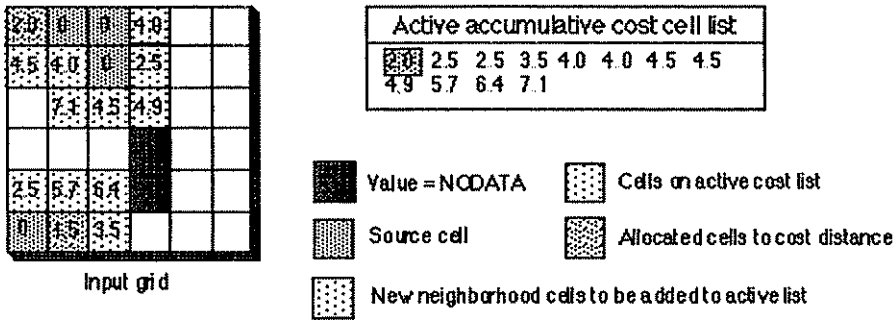 2.0 0 0 4.0
4.5 4.0 0 2.5
7.1 4.5 4.9
2.5 5.7 6.4
0 1.5 3.5
Input grid
Active accumulative cost cell list
2.0 2.5 2.5 3.5 4.0 4.0 4.5 4.5
4.9 5.7 6.4 7.1
Value = NODATA
Cells on active cost list
Source cell
Allocated cells to cost distance
New neighborhood cells to be added to active list